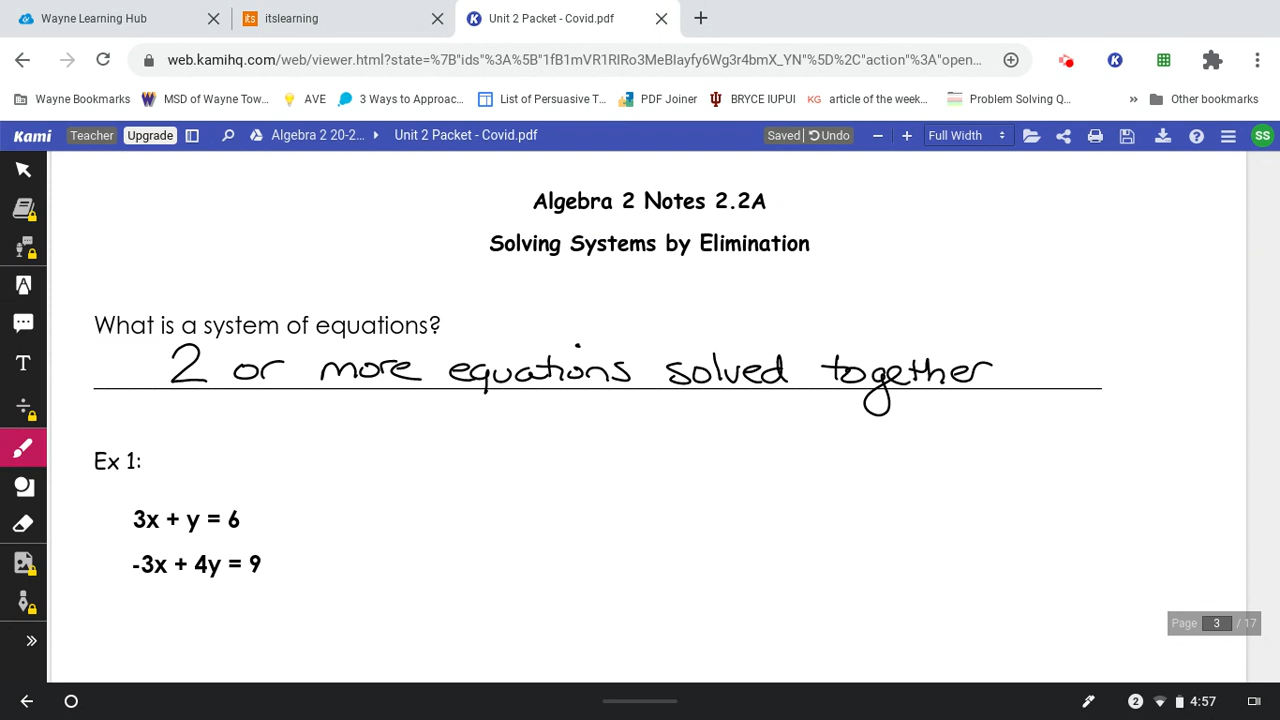 Wayne Learning Hub
itslearning
Unit 2 Packet - Covid.pdf
web.kamihq.com/web/viewer.html?state=%7B"ids"%3A%5B"1fB1mVR1RlRo3MeBIayfy6Wg3r4bmX_YN"%5D%2C"action"%3A"open...
Wayne Bookmarks
MSD of Wayne Tow...
AVE
3 Ways to Approac...
List of Persuasive T...
PDF Joiner
BRYCE IUPUI
KG article of the week...
Problem Solving Q...
»
Other bookmarks
Kami
Teacher
Upgrade
Algebra 2 20-2...
Unit 2 Packet - Covid.pdf
Saved
Undo
Full Width
SS
Algebra 2 Notes 2.2A
Solving Systems by Elimination
What is a system of equations?
2 or more equations solved together
Ex 1:
3x + y = 6
-3x + 4y = 9
Page 3 / 17
2
4:57